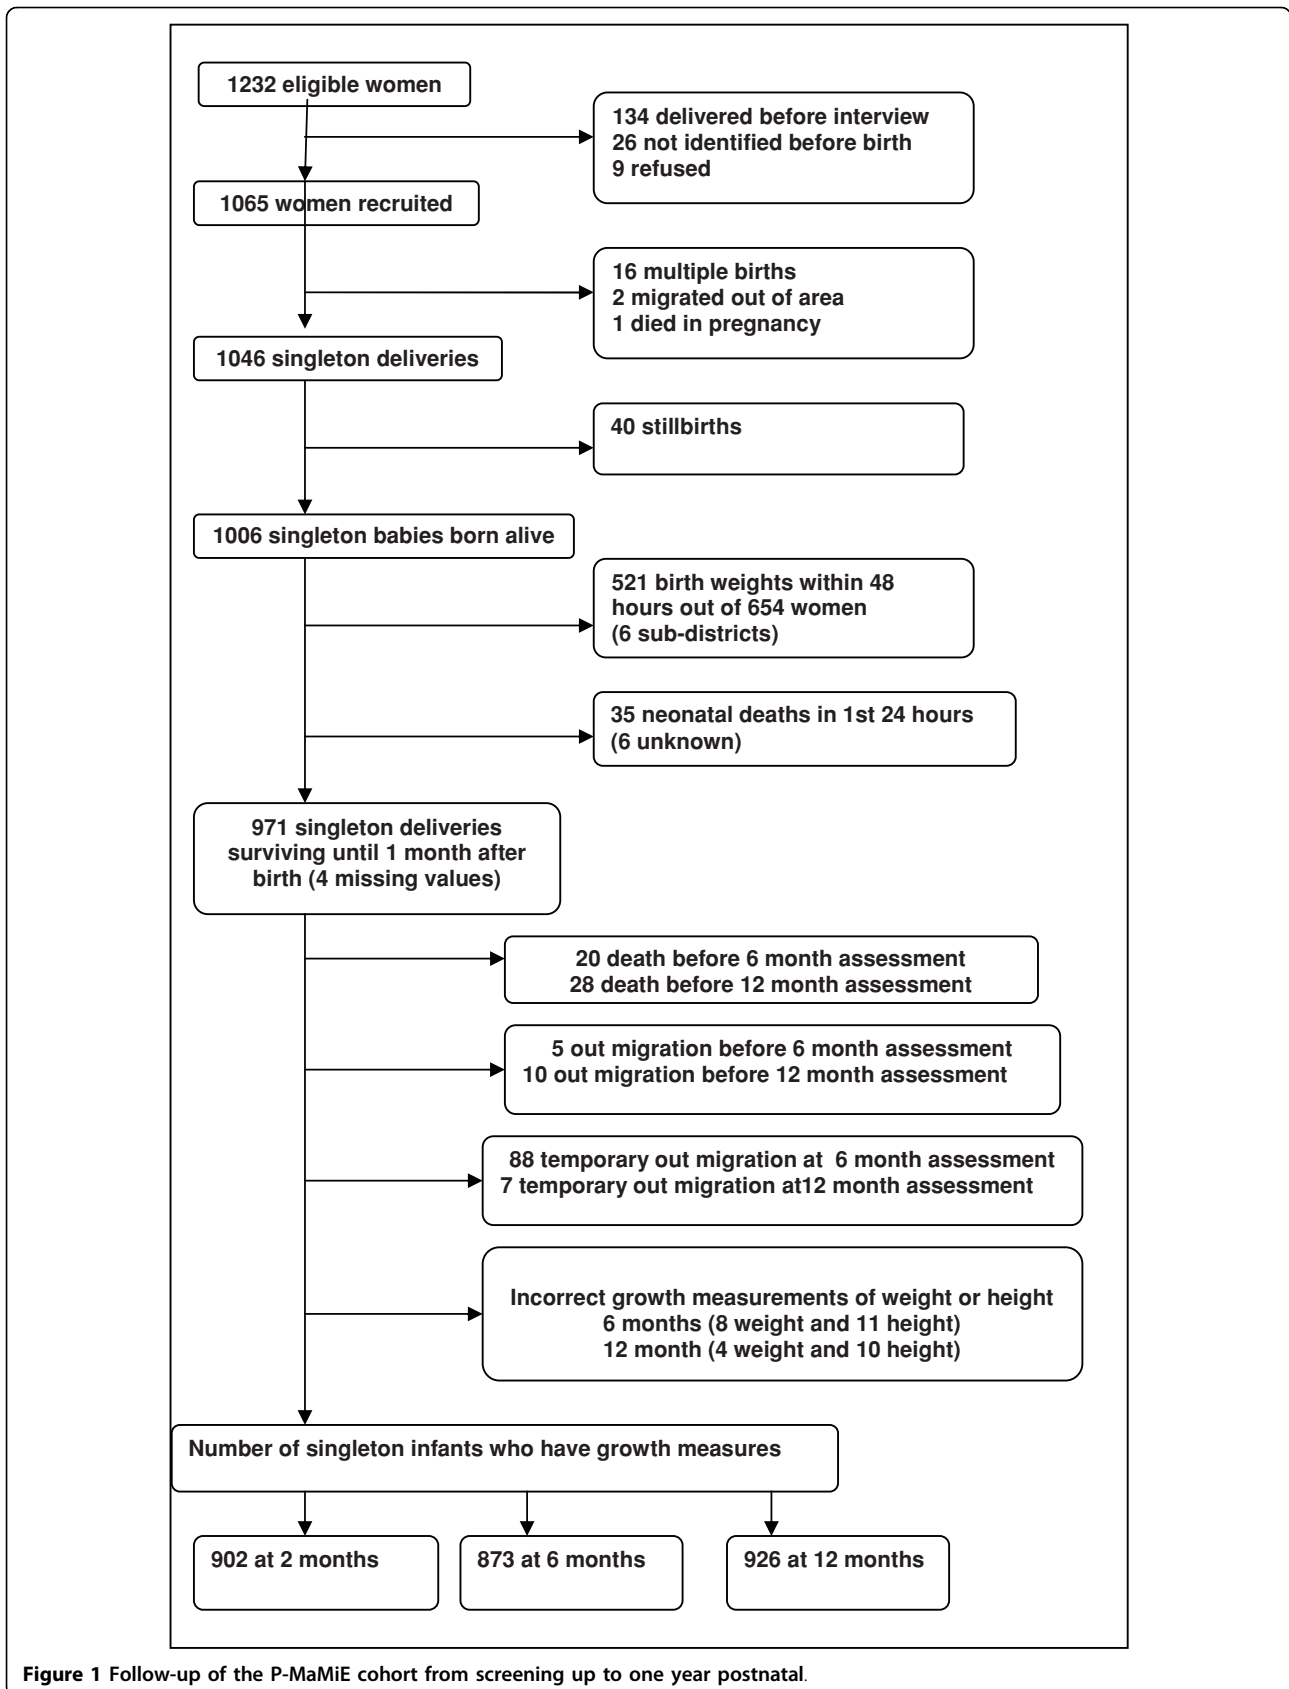 1232 eligible women
134 delivered before interview
26 not identified before birth
9 refused
1065 women recruited
16 multiple births
2 migrated out of area
1 died in pregnancy
1046 singleton deliveries
40 stillbirths
1006 singleton babies born alive
521 birth weights within 48
hours out of 654 women
(6 sub-districts)
35 neonatal deaths in 1st 24 hours
(6 unknown)
971 singleton deliveries
surviving until 1 month after
birth (4 missing values)
20 death before 6 month assessment
28 death before 12 month assessment
5 out migration before 6 month assessment
10 out migration before 12 month assessment
88 temporary out migration at 6 month assessment
7 temporary out migration at12 month assessment
Incorrect growth measurements of weight or height
6 months (8 weight and 11 height)
12 month (4 weight and 10 height)
Number of singleton infants who have growth measures
902 at 2 months
873 at 6 months
926 at 12 months
Figure 1 Follow-up of the P-MaMiE cohort from screening up to one year postnatal.